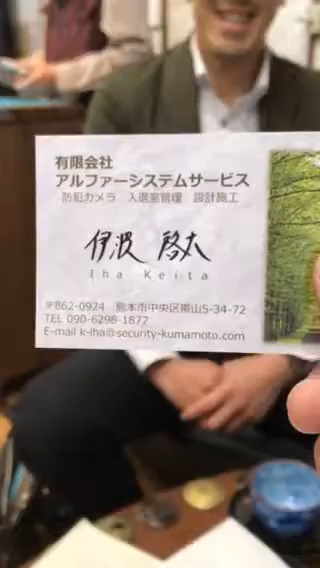 有限会社
アルファーシステムサービス
防犯カメラ　入退室管理　設計施工
伊波 啓太
Iha Keita
〒862-0924　熊本市中央区帯山5-34-72
TEL 090-6298-1877
E-mail k-iha@security-kumamoto.com